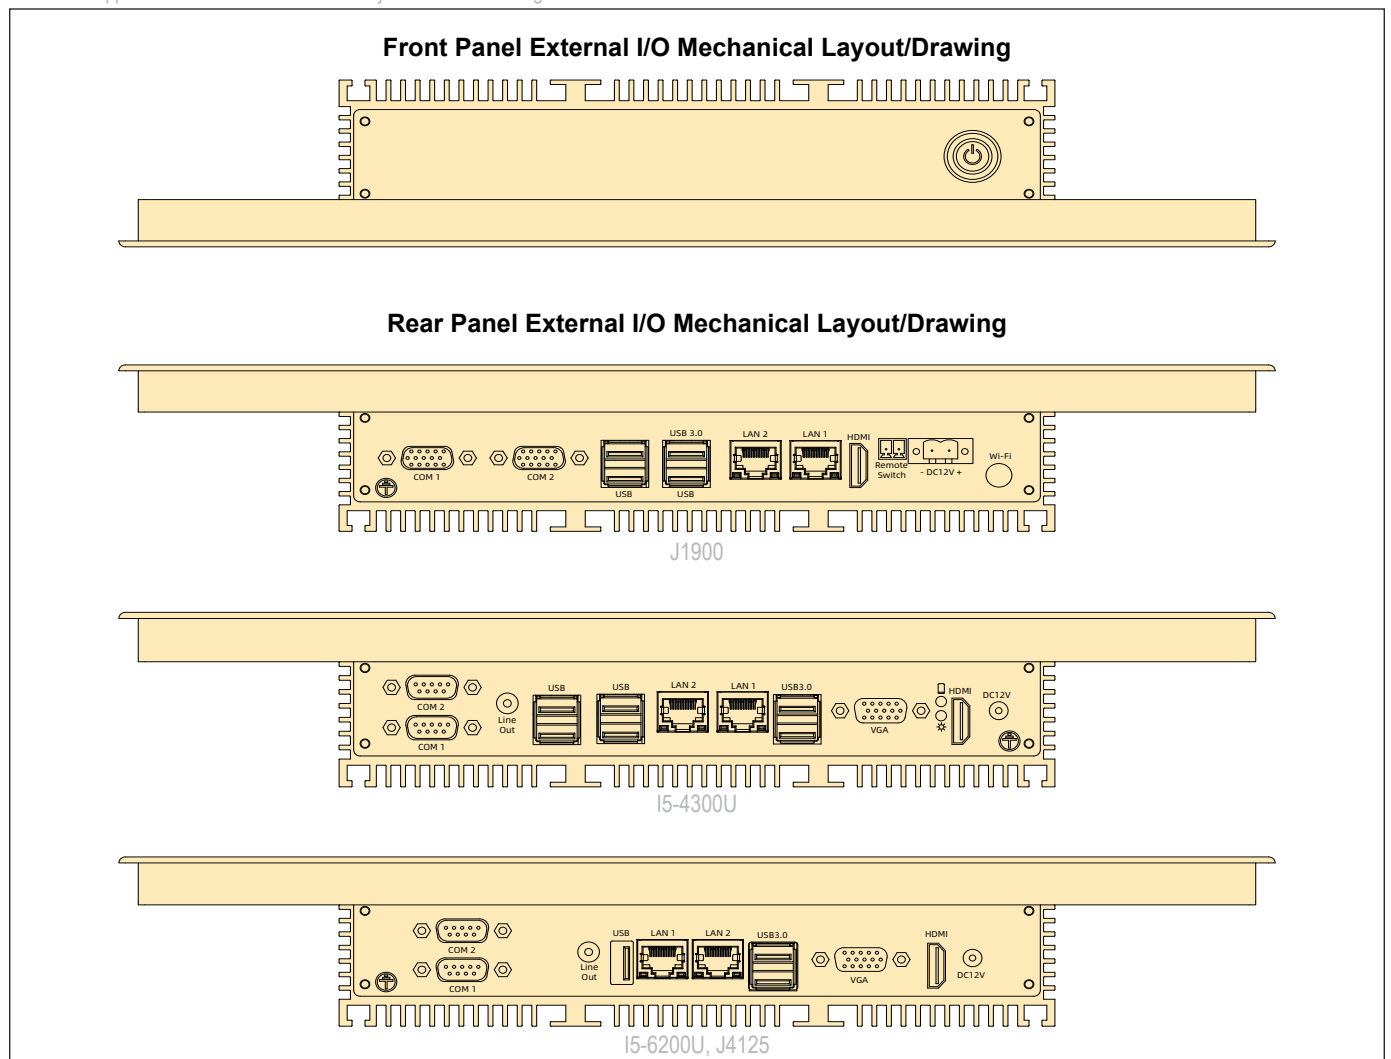 Front Panel External I/O Mechanical Layout/Drawing
Rear Panel External I/O Mechanical Layout/Drawing
USB 3.0 LAN 2 LAN 1 HDMI
Wi-Fi
Remote
Switch
- DC12V +
COM 1 COM 2
USB USB
J1900
USB USB LAN 2 LAN 1 USB3.0 HDMI DC12V
COM 2
Line
Out
VGA
COM 1
I5-4300U
USB LAN 1 LAN 2 USB3.0 HDMI
COM 2
Line
Out
DC12V
VGA
COM 1
I5-6200U, J4125